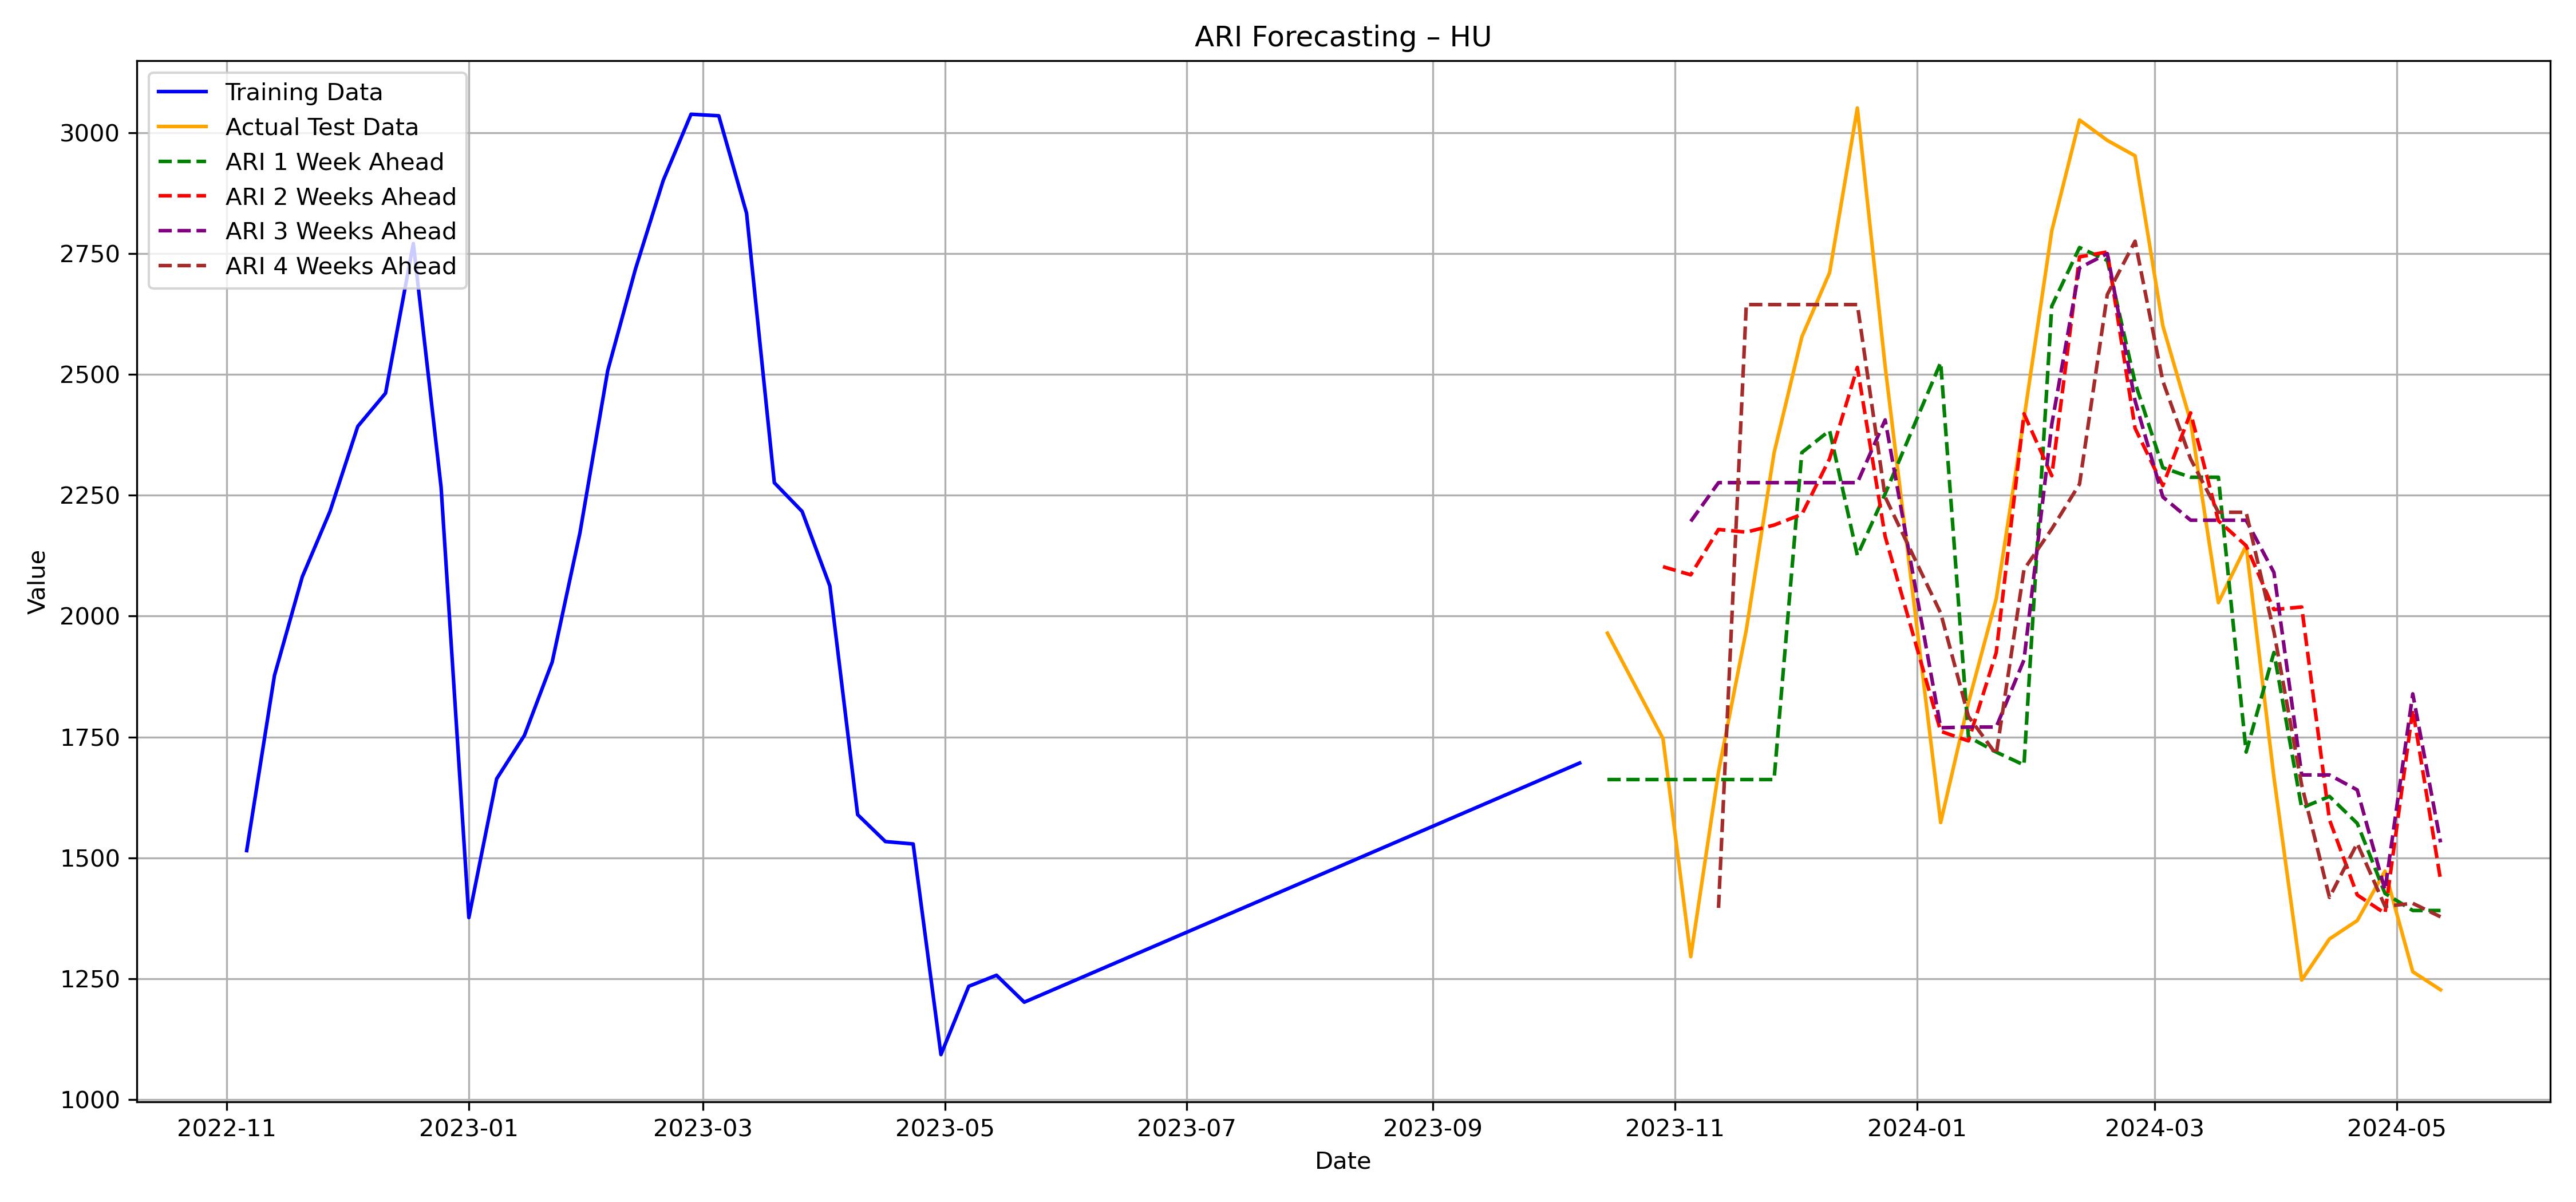 ARI Forecasting – HU
Training Data
Actual Test Data
ARI 1 Week Ahead
ARI 2 Weeks Ahead
ARI 3 Weeks Ahead
ARI 4 Weeks Ahead
Value
3000
2750
2500
2250
2000
1750
1500
1250
1000
2022-11 2023-01 2023-03 2023-05 2023-07 2023-09 2023-11 2024-01 2024-03 2024-05
Date